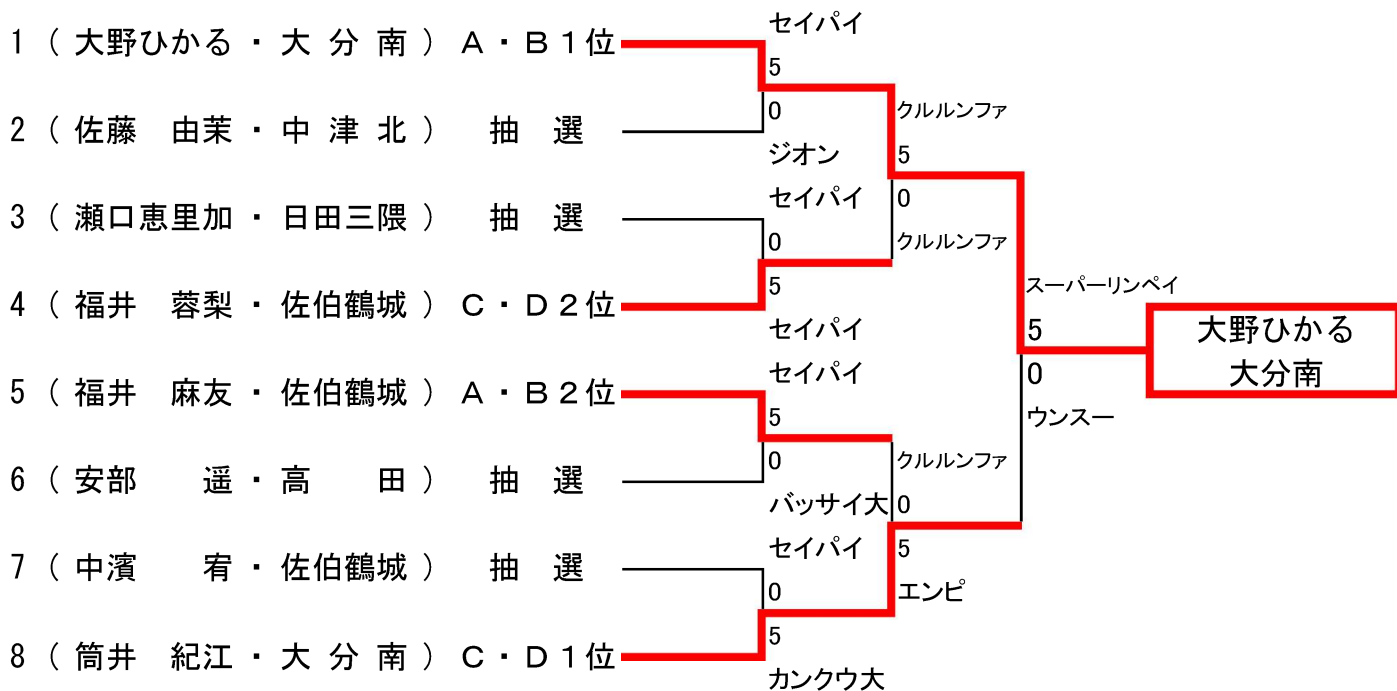 セイパイ
1 ( 大野ひかる ・ 大 分 南 ) A ・ B 1 位
5
0
クルルンファ
2 ( 佐藤 由茉 ・ 中 津 北 ) 抽 選
ジオン
5
セイパイ
0
3 ( 瀬口恵里加 ・ 日田三隈 ) 抽 選
0
クルルンファ
5
スーパーリンペイ
4 ( 福井 蓉梨 ・ 佐伯鶴城 ) C ・ D 2 位
セイパイ
5
大野ひかる
大分南
セイパイ
0
5 ( 福井 麻友 ・ 佐伯鶴城 ) A ・ B 2 位
5
ウンスー
0
クルルンファ
6 ( 安部 遥 ・ 高 田 ) 抽 選
バッサイ大
0
セイパイ
5
7 ( 中濱 宥 ・ 佐伯鶴城 ) 抽 選
0
エンピ
5
8 ( 筒井 紀江 ・ 大 分 南 ) C ・ D 1 位
カンクウ大